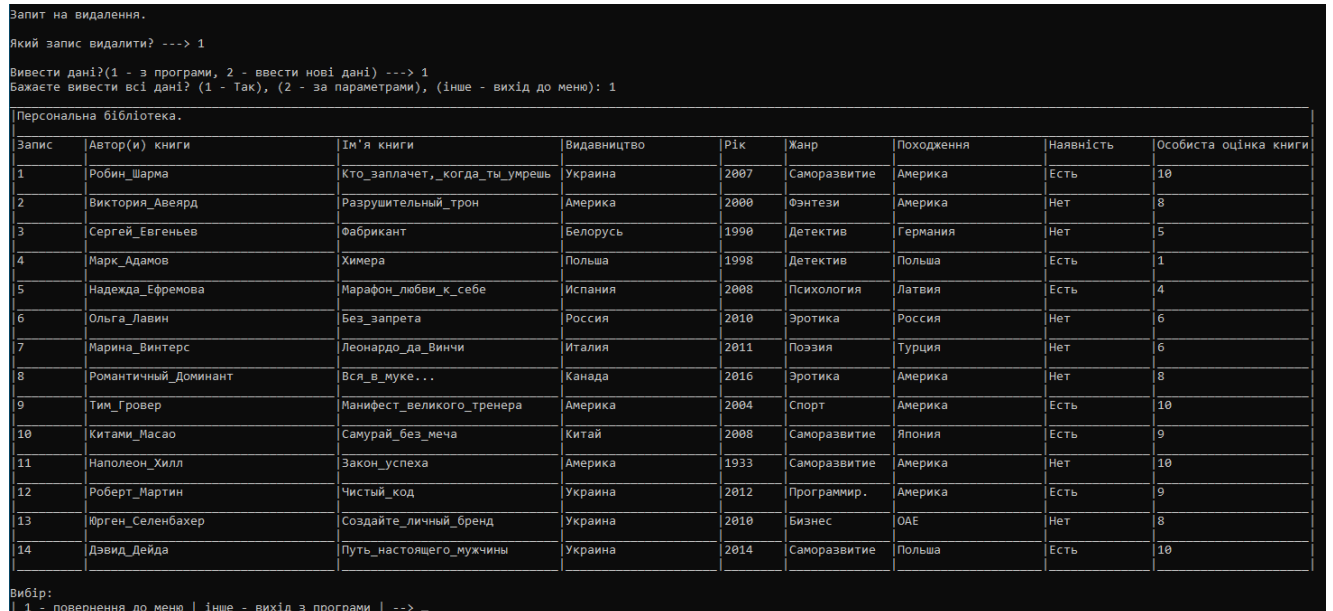 Запит на видалення.
Який запис видалити? ---> 1
Вивести дані?(1 - з програми, 2 - ввести нові дані) ---> 1
Бажаєте вивести всі дані? (1 - Так), (2 - за параметрами), (інше - вихід до меню): 1
|Персональна бібліотека.
|Запис |Автор(и) книги |Ім'я книги |Видавництво |Рік |Жанр |Походження |Наявність |Особиста оцінка книги|
|1 |Робин_Шарма |Кто_заплачет,_когда_ты_умрешь |Украина |2007 |Саморазвитие |Америка |Есть |10
|2 |Виктория_Авеярд |Разрушительный_трон |Америка |2000 |Фэнтези |Америка |Нет |8
|3 |Сергей_Евгеньев |Фабрикант |Белорусь |1990 |Детектив |Германия |Нет |5
|4 |Марк_Адамов |Химера |Польша |1998 |Детектив |Польша |Есть |1
|5 |Надежда_Ефремова |Марафон_любви_к_себе |Испания |2008 |Психология |Латвия |Есть |4
|6 |Ольга_Лавин |Без_запрета |Россия |2010 |Эротика |Россия |Нет |6
|7 |Марина_Винтерс |Леонардо_да_Винчи |Италия |2011 |Поэзия |Турция |Нет |6
|8 |Романтичный_Доминант |Вся_в_муке... |Канада |2016 |Эротика |Америка |Нет |8
|9 |Тим_Гровер |Манифест_великого_тренера |Америка |2004 |Спорт |Америка |Есть |10
|10 |Китами_Масао |Самурай_без_меча |Китай |2008 |Саморазвитие |Япония |Есть |9
|11 |Наполеон_Хилл |Закон_успеха |Америка |1933 |Саморазвитие |Америка |Нет |10
|12 |Роберт_Мартин |Чистый_код |Украина |2012 |Программир. |Америка |Есть |9
|13 |Юрген_Селенбахер |Создайте_личный_бренд |Украина |2010 |Бизнес |ОАЕ |Нет |8
|14 |Дэвид_Дейда |Путь_настоящего_мужчины |Украина |2014 |Саморазвитие |Польша |Есть |10
Вибір:
| 1 - повернення до меню | інше - вихід з програми | --> _